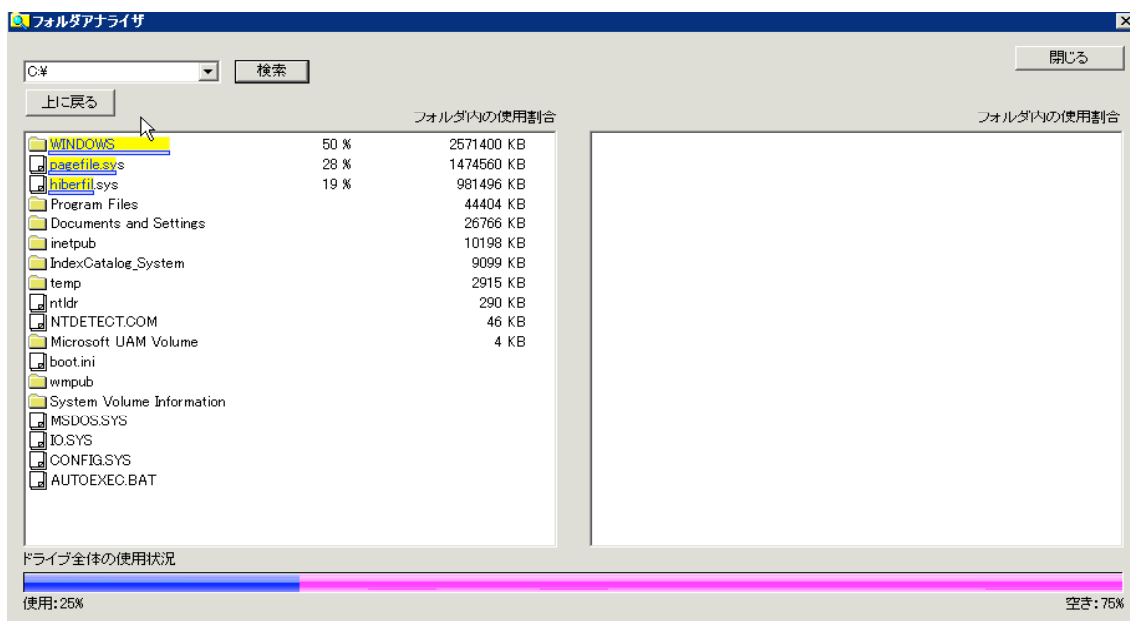 フォルダアナライザ
C:¥
検索
閉じる
上に戻る
フォルダ内の使用割合
フォルダ内の使用割合
WINDOWS 50 % 2571400 KB
pagefile.sys 28 % 1474560 KB
hiberfil.sys 19 % 981496 KB
Program Files 44404 KB
Documents and Settings 26766 KB
inetpub 10198 KB
IndexCatalog_System 9099 KB
temp 2915 KB
ntldr 290 KB
NTDETECT.COM 46 KB
Microsoft UAM Volume 4 KB
boot.ini
wmpub
System Volume Information
MSDOS.SYS
IO.SYS
CONFIG.SYS
AUTOEXEC.BAT
ドライブ全体の使用状況
使用:25% 空き:75%